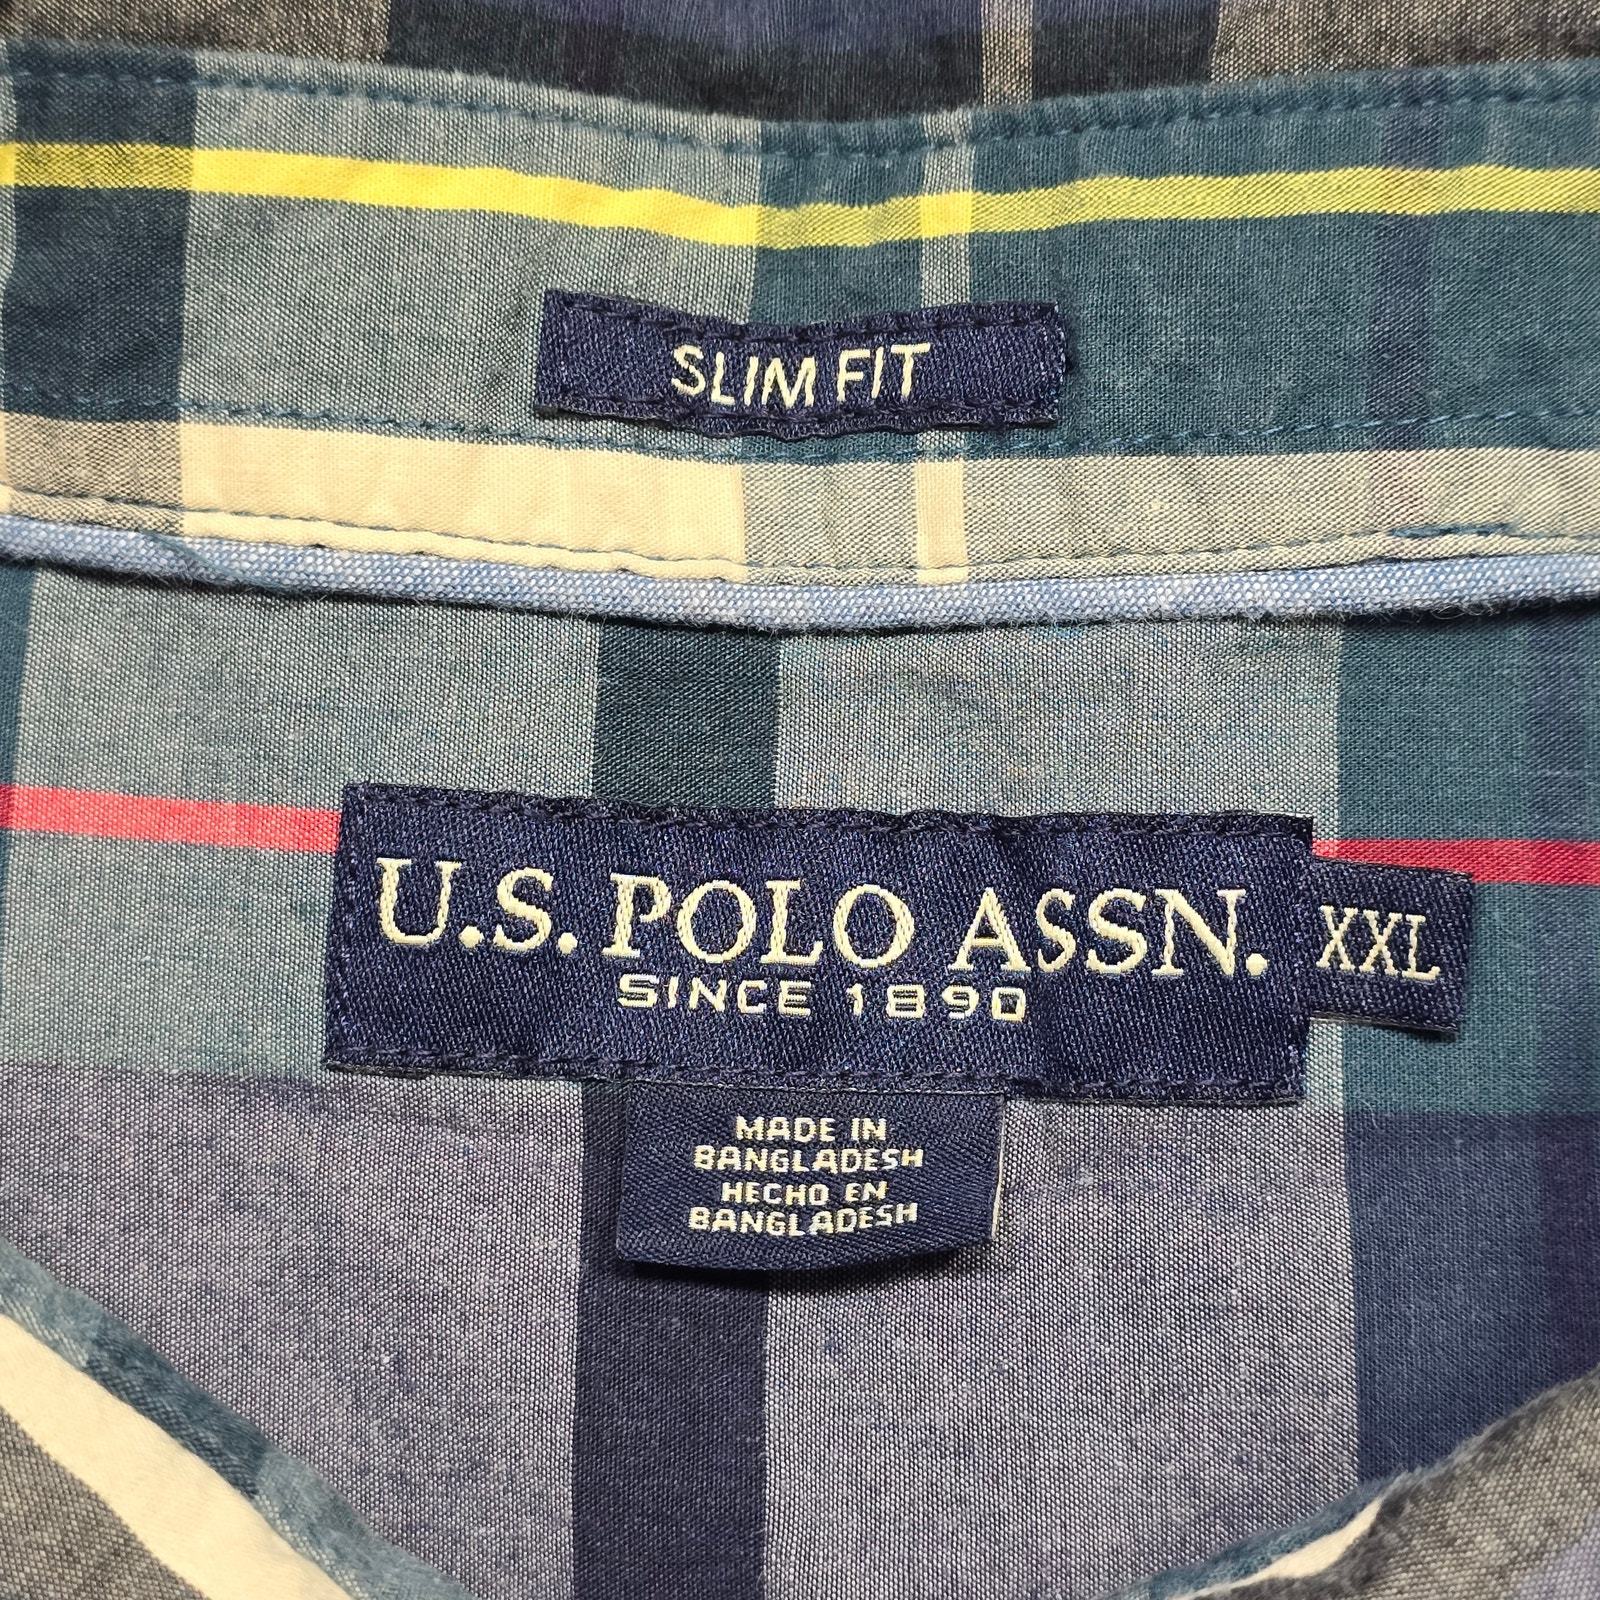 SLIM FIT
U.S. POLO ASSN.
SINCE 1890
XXL
MADE IN
BANGLADESH
HECHO EN
BANGLADESH